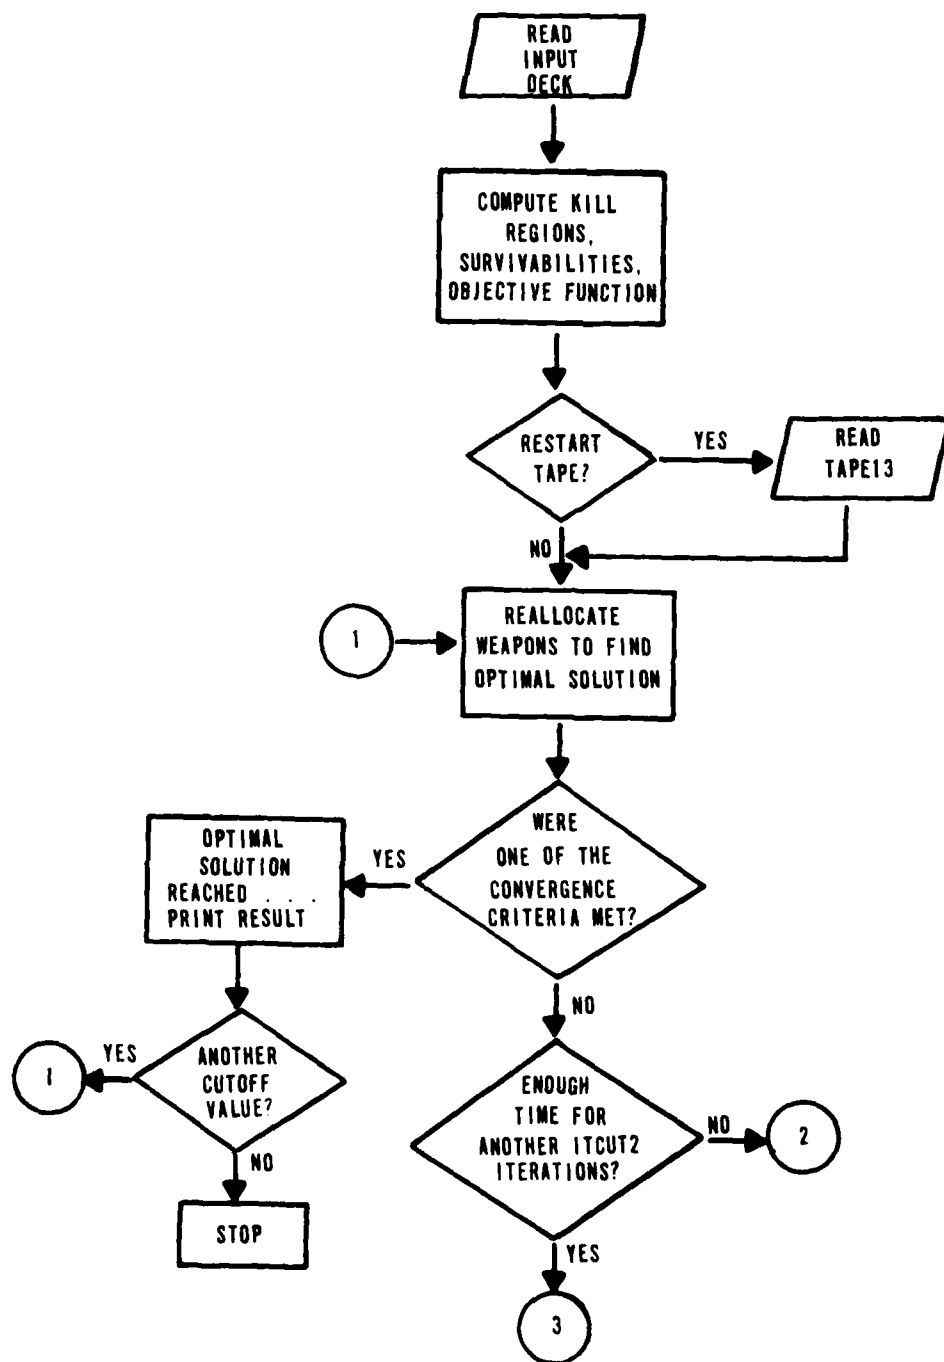 READ
INPUT
DECK
COMPUTE KILL
REGIONS,
SURVIVABILITIES,
OBJECTIVE FUNCTION
RESTART
TAPE?
YES
READ
TAPE13
NO
1
REALLOCATE
WEAPONS TO FIND
OPTIMAL SOLUTION
WERE
ONE OF THE
CONVERGENCE
CRITERIA MET?
YES
OPTIMAL
SOLUTION
REACHED . . .
PRINT RESULT
NO
ANOTHER
CUTOFF
VALUE?
YES
1
NO
STOP
ENOUGH
TIME FOR
ANOTHER ITCUT2
ITERATIONS?
NO
2
YES
3